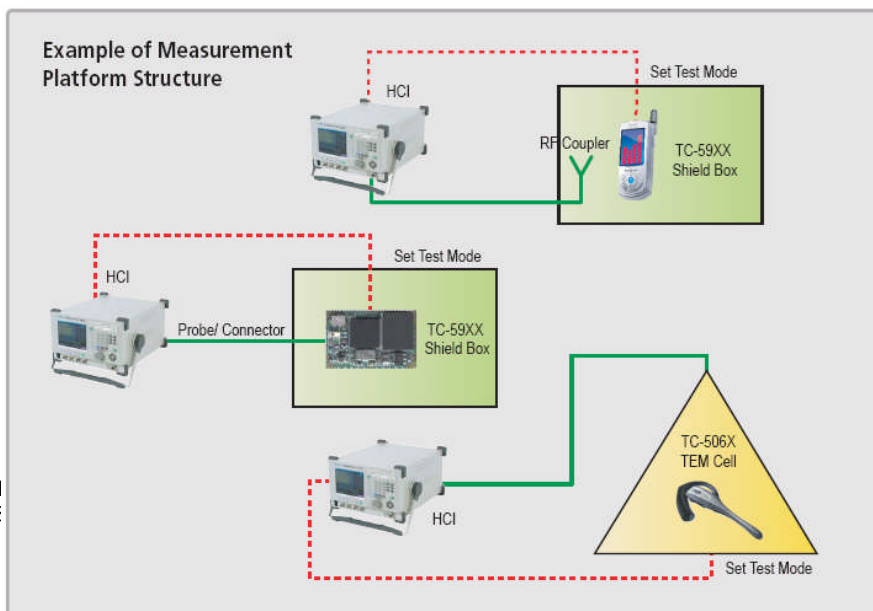 Example of Measurement
Platform Structure
HCI
Set Test Mode
RF Coupler
TC-59XX
Shield Box
HCI
Set Test Mode
Probe/ Connector
TC-59XX
Shield Box
TC-506X
TEM Cell
HCI
Set Test Mode